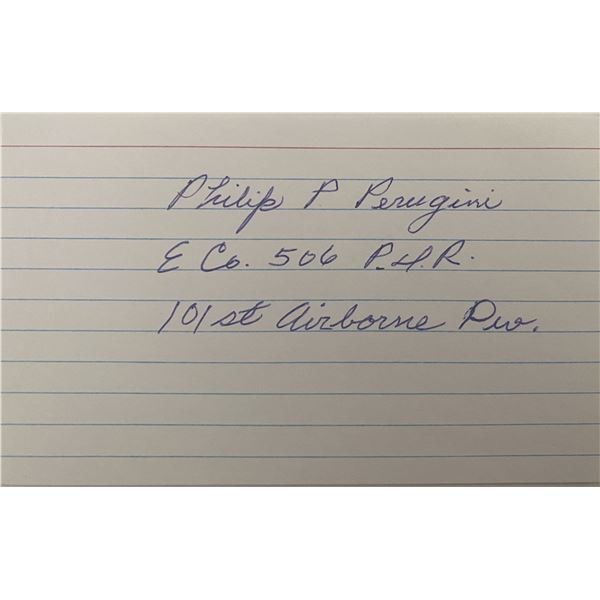 Philip P Perugini
E Co. 506 P.I.R.
101st Airborne Div.